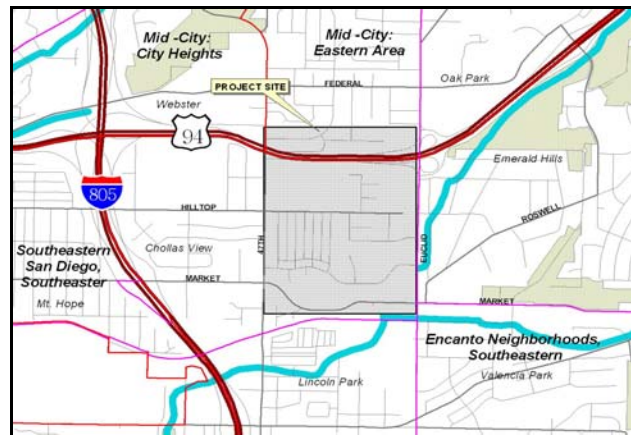 Mid -City:
City Heights
Mid -City:
Eastern Area
PROJECT SITE
FEDERAL
Oak Park
Webster
94
Emerald Hills
805
HILLTOP
ROSWELL
Southeastern
San Diego,
Southeaster
Chollas View
47TH
EUCLID
MARKET
Mt. Hope
MARKET
Encanto Neighborhoods,
Southeastern
Lincoln Park
Valencia Park